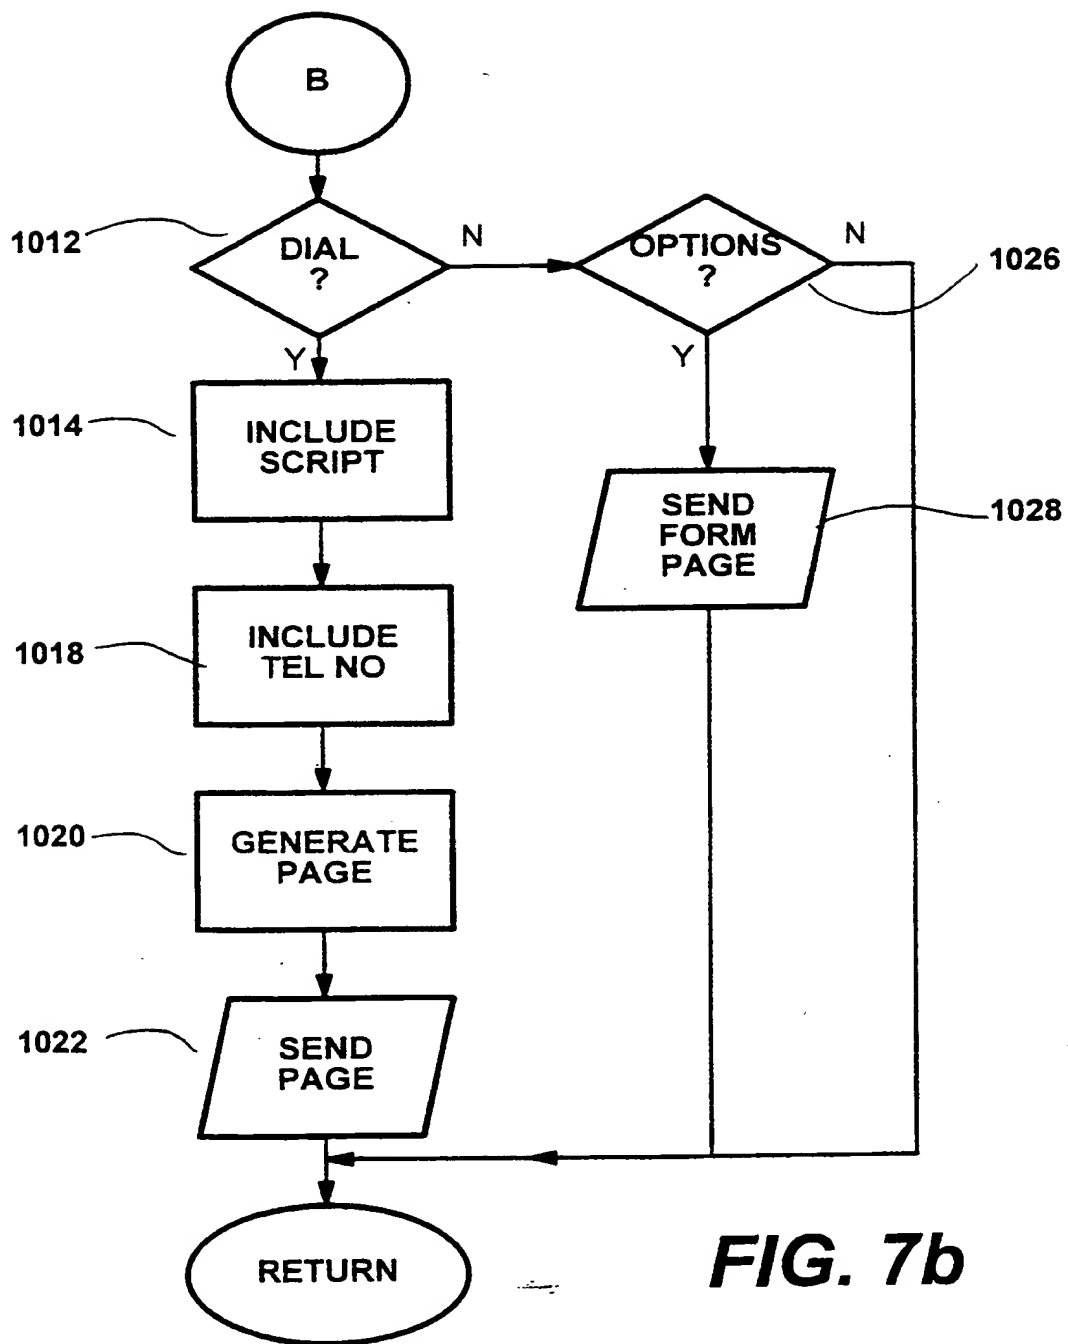 B
1012
DIAL
?
N
OPTIONS
?
N
1026
Y
Y
1014
INCLUDE
SCRIPT
SEND
FORM
PAGE
1028
1018
INCLUDE
TEL NO
1020
GENERATE
PAGE
1022
SEND
PAGE
RETURN
FIG. 7b